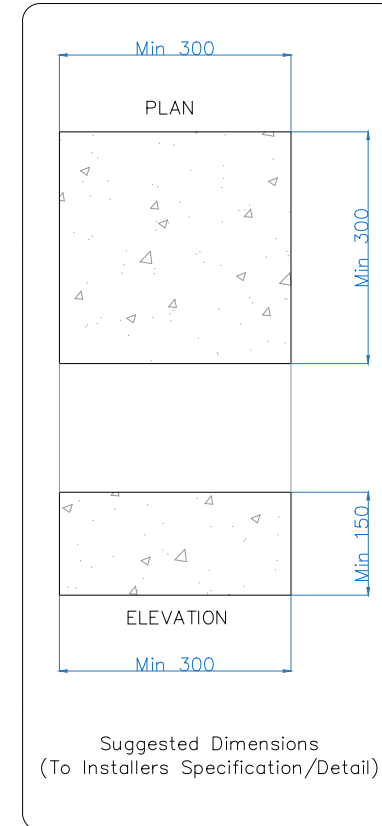 Min 300
PLAN
Min 300
Min 150
ELEVATION
Min 300
Suggested Dimensions
(To Installers Specification/Detail)